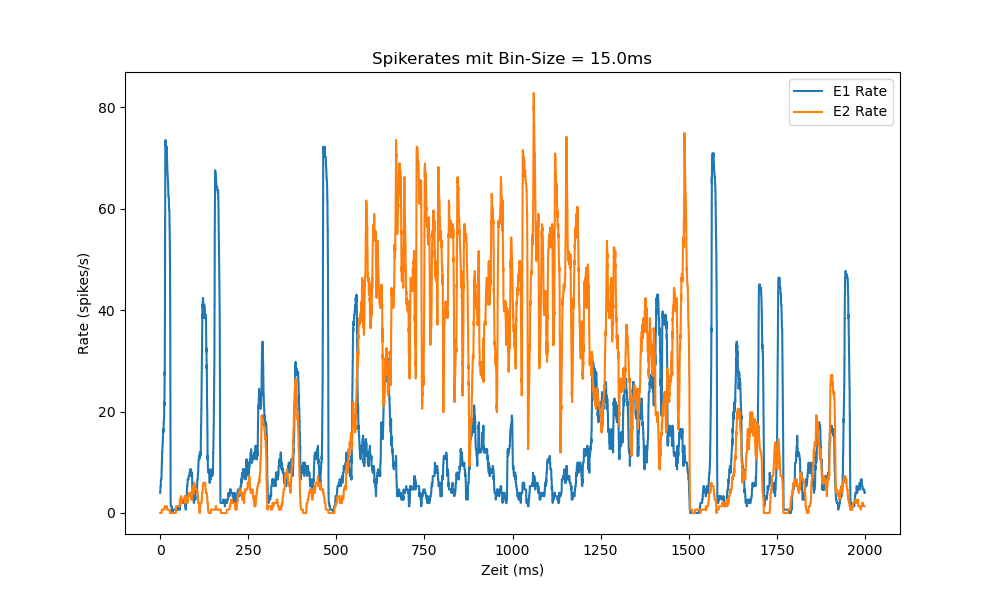 Spikerates mit Bin-Size = 15.0ms
E1 Rate
E2 Rate
Rate (spikes/s)
80
60
40
20
0
0 250 500 750 1000 1250 1500 1750 2000
Zeit (ms)